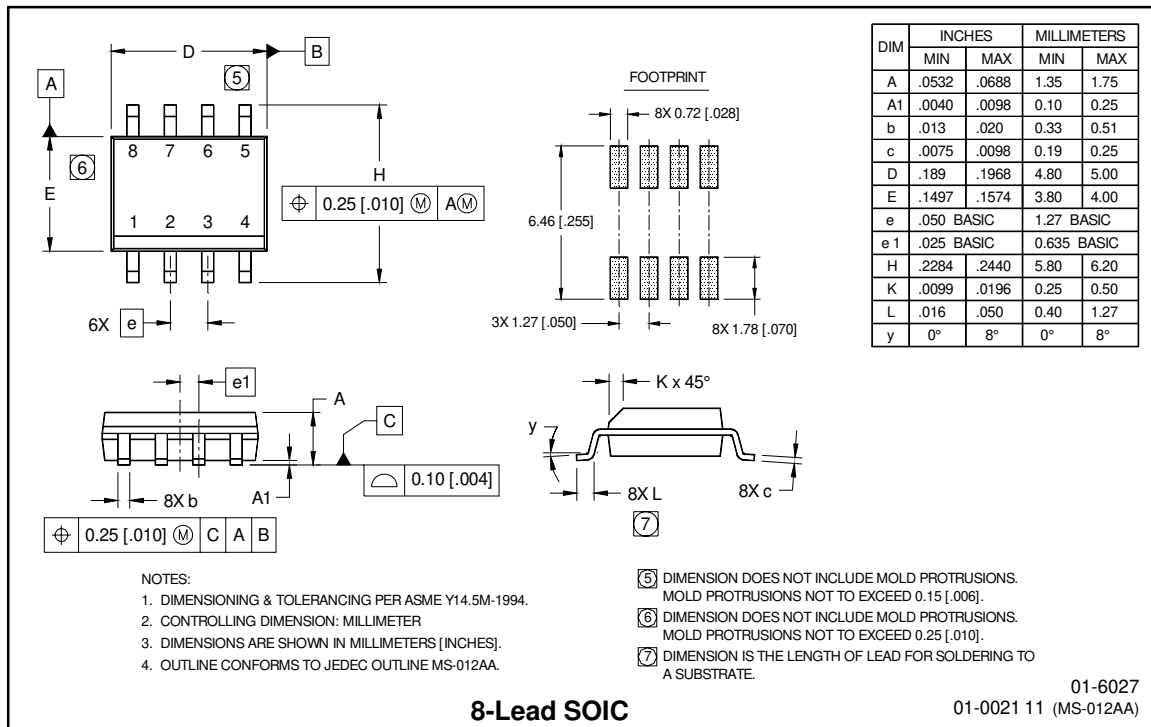 D
B
5
A
8 7 6 5
6
E
H
⌖ 0.25 [.010] Ⓜ AⓂ
1 2 3 4
6X e
FOOTPRINT
8X 0.72 [.028]
6.46 [.255]
3X 1.27 [.050]
8X 1.78 [.070]
DIM INCHES MILLIMETERS
MIN MAX MIN MAX
A .0532 .0688 1.35 1.75
A1 .0040 .0098 0.10 0.25
b .013 .020 0.33 0.51
c .0075 .0098 0.19 0.25
D .189 .1968 4.80 5.00
E .1497 .1574 3.80 4.00
e .050 BASIC 1.27 BASIC
e 1 .025 BASIC 0.635 BASIC
H .2284 .2440 5.80 6.20
K .0099 .0196 0.25 0.50
L .016 .050 0.40 1.27
y 0° 8° 0° 8°
e1
A
C
A1
8X b
0.10 [.004]
⌖ 0.25 [.010] Ⓜ C A B
K x 45°
y
8X L
7
8X c
NOTES:
1. DIMENSIONING & TOLERANCING PER ASME Y14.5M-1994.
2. CONTROLLING DIMENSION: MILLIMETER
3. DIMENSIONS ARE SHOWN IN MILLIMETERS [INCHES].
4. OUTLINE CONFORMS TO JEDEC OUTLINE MS-012AA.
5 DIMENSION DOES NOT INCLUDE MOLD PROTRUSIONS.
MOLD PROTRUSIONS NOT TO EXCEED 0.15 [.006].
6 DIMENSION DOES NOT INCLUDE MOLD PROTRUSIONS.
MOLD PROTRUSIONS NOT TO EXCEED 0.25 [.010].
7 DIMENSION IS THE LENGTH OF LEAD FOR SOLDERING TO
A SUBSTRATE.
8-Lead SOIC
01-6027
01-0021 11 (MS-012AA)